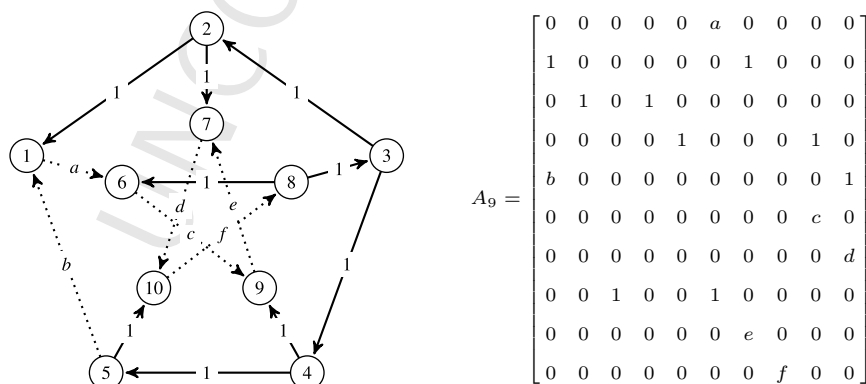 UNCO
2
1
1
1
7
1
a
6
1
8
1
3
d
e
c
f
b
1
10
9
1
1
5
1
4
A₉ =
0 0 0 0 0 a 0 0 0 0
1 0 0 0 0 0 1 0 0 0
0 1 0 1 0 0 0 0 0 0
0 0 0 0 1 0 0 0 1 0
b 0 0 0 0 0 0 0 0 1
0 0 0 0 0 0 0 0 c 0
0 0 0 0 0 0 0 0 0 d
0 0 1 0 0 1 0 0 0 0
0 0 0 0 0 0 e 0 0 0
0 0 0 0 0 0 0 f 0 0